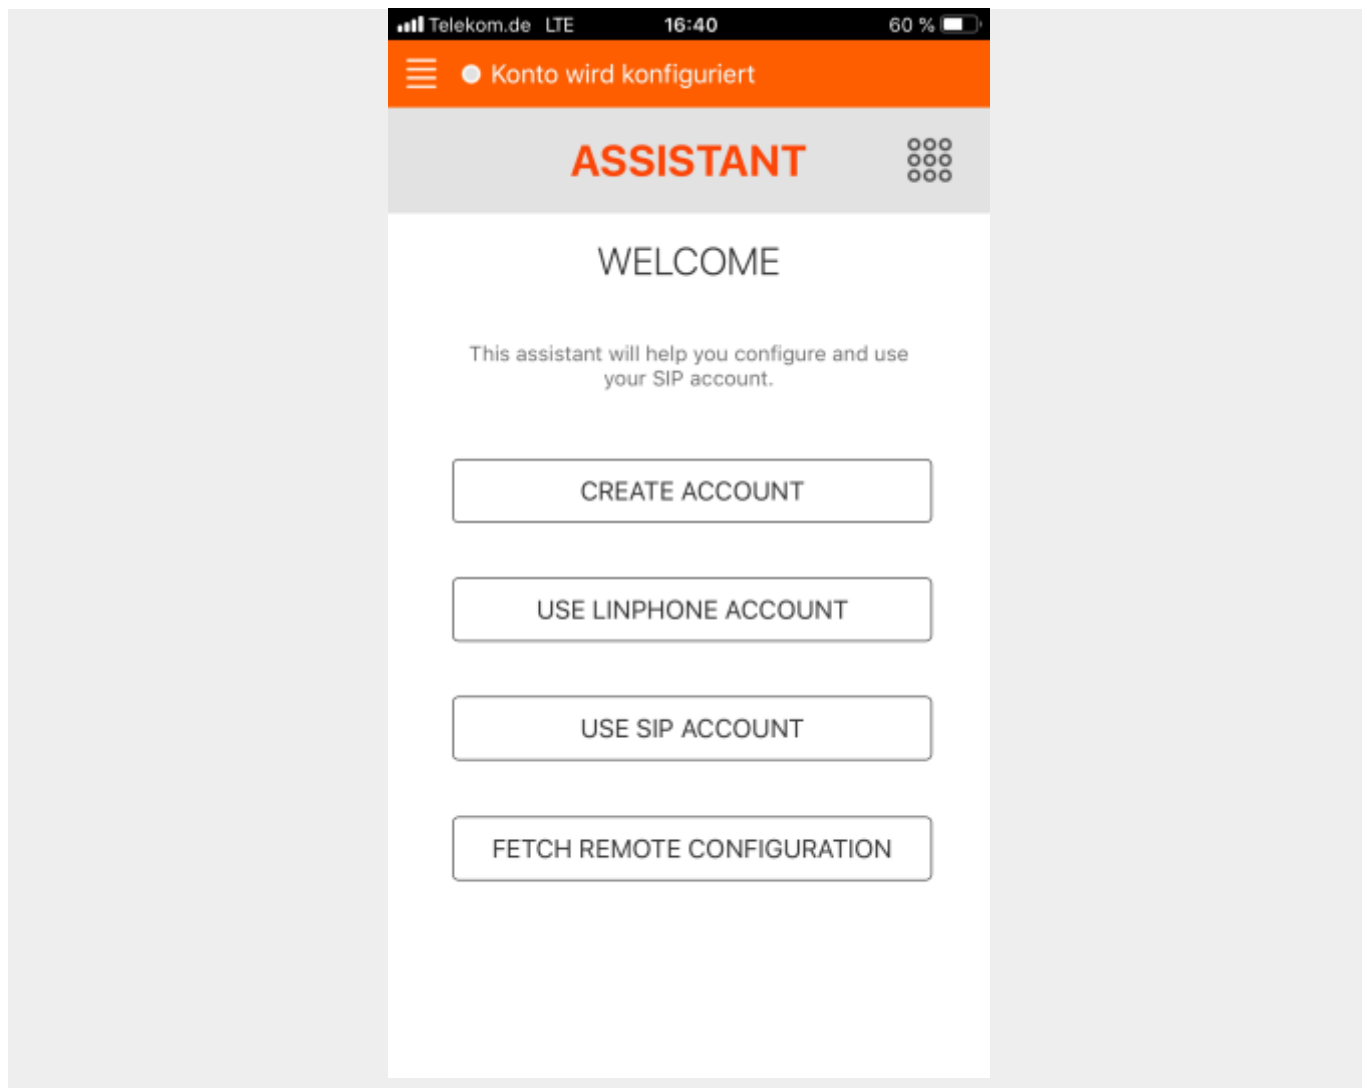 Telekom.de LTE 16:40 60 %
Konto wird konfiguriert
ASSISTANT
WELCOME
This assistant will help you configure and use
your SIP account.
CREATE ACCOUNT
USE LINPHONE ACCOUNT
USE SIP ACCOUNT
FETCH REMOTE CONFIGURATION